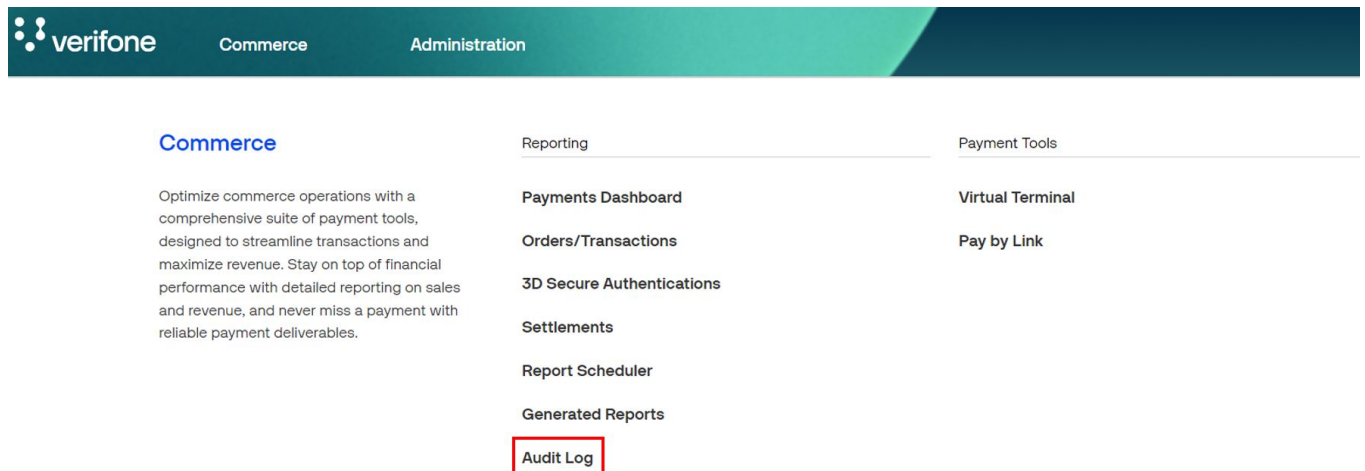 verifone
Commerce
Administration
Commerce
Optimize commerce operations with a
comprehensive suite of payment tools,
designed to streamline transactions and
maximize revenue. Stay on top of financial
performance with detailed reporting on sales
and revenue, and never miss a payment with
reliable payment deliverables.
Reporting
Payments Dashboard
Orders/Transactions
3D Secure Authentications
Settlements
Report Scheduler
Generated Reports
Audit Log
Payment Tools
Virtual Terminal
Pay by Link